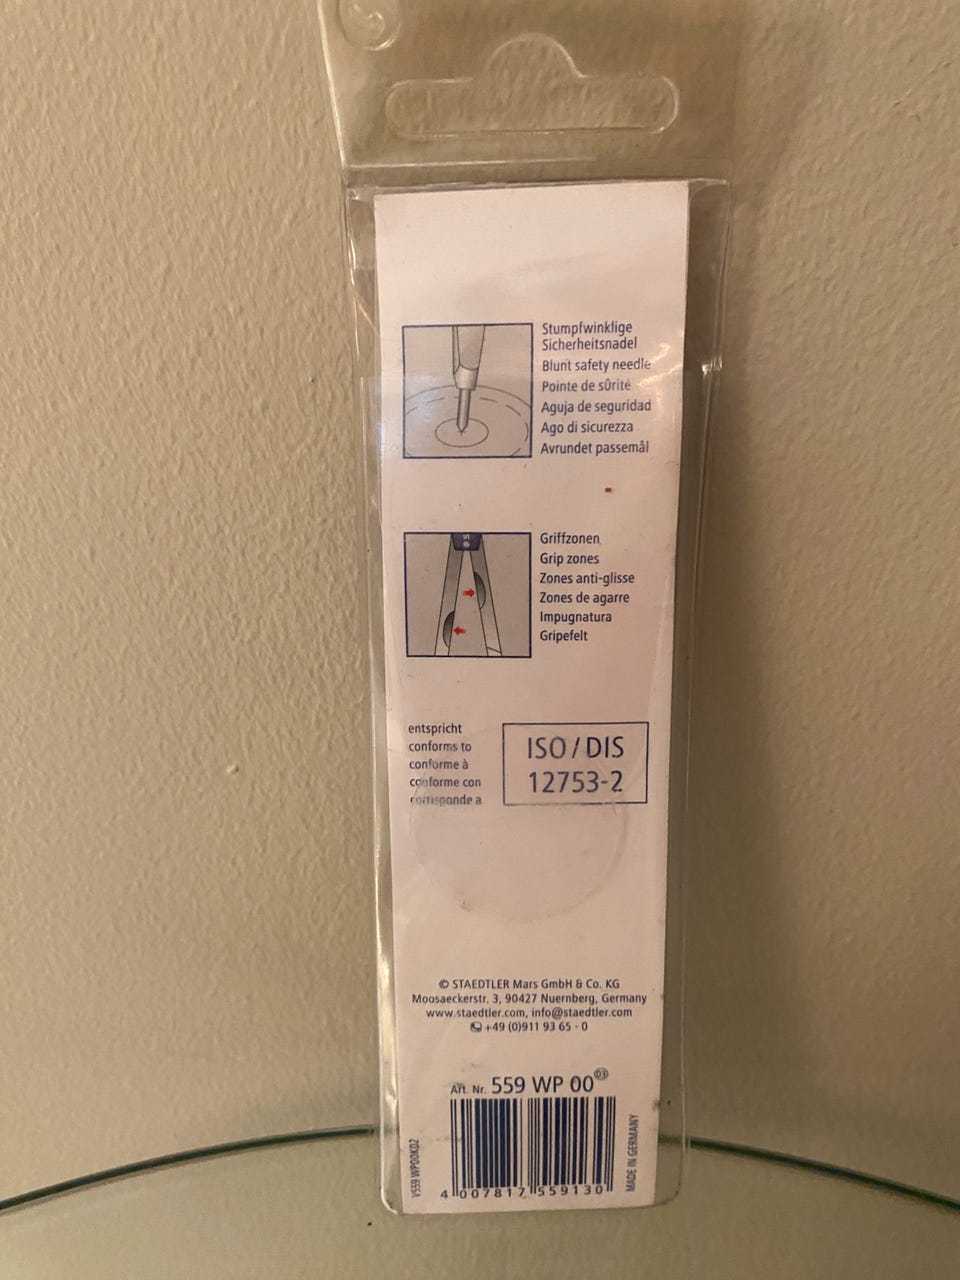 Stumpfwinklige
Sicherheitsnadel
Blunt safety needle
Pointe de sûrité
Aguja de seguridad
Ago di sicurezza
Avrundet passemål
Griffzonen
Grip zones
Zones anti-glisse
Zones de agarre
Impugnatura
Gripefelt
entspricht
conforms to
conforme à
conforme con
corrisponde a
ISO/DIS
12753-2
© STAEDTLER Mars GmbH & Co. KG
Moosaeckerstr. 3, 90427 Nuernberg, Germany
www.staedtler.com, info@staedtler.com
+49 (0)911 93 65 - 0
Art. Nr. 559 WP 00 03
V559 WP00KD2
MADE IN GERMANY
4 007817 559130